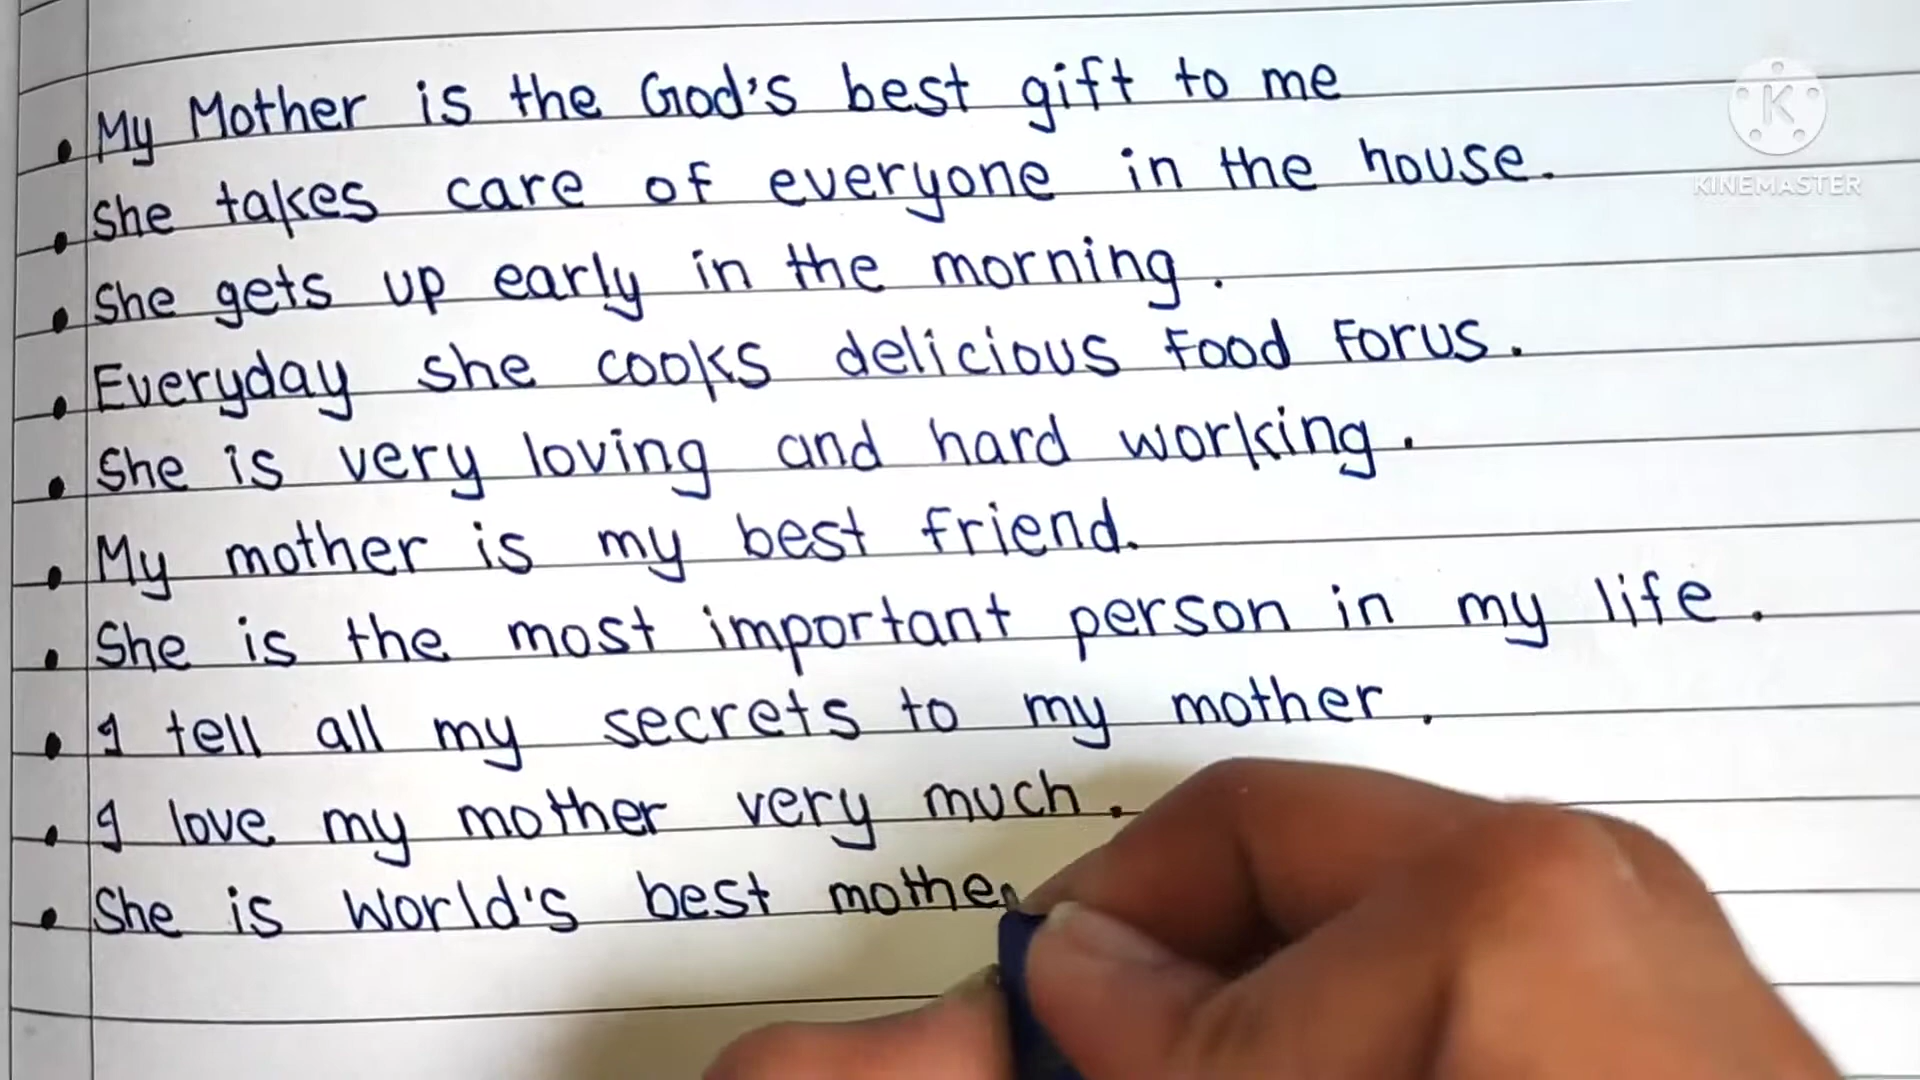 • My Mother is the God's best gift to me
• She takes care of everyone in the house.
• She gets up early in the morning.
• Everyday she cooks delicious Food Forus.
• She is very loving and hard working.
• My mother is my best friend.
• She is the most important person in my life.
• I tell all my secrets to my mother.
• I love my mother very much.
• She is World's best mother
K
KINEMASTER